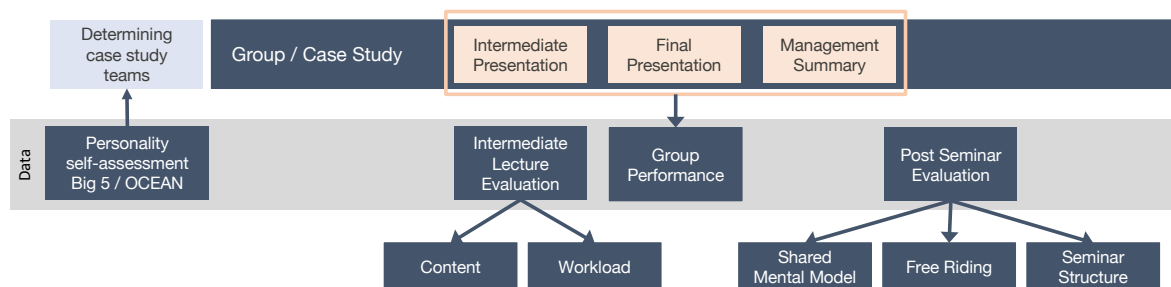 Determining
case study
teams
Group / Case Study
Intermediate
Presentation
Final
Presentation
Management
Summary
Data
Personality
self-assessment
Big 5 / OCEAN
Intermediate
Lecture
Evaluation
Group
Performance
Post Seminar
Evaluation
Content
Workload
Shared
Mental Model
Free Riding
Seminar
Structure